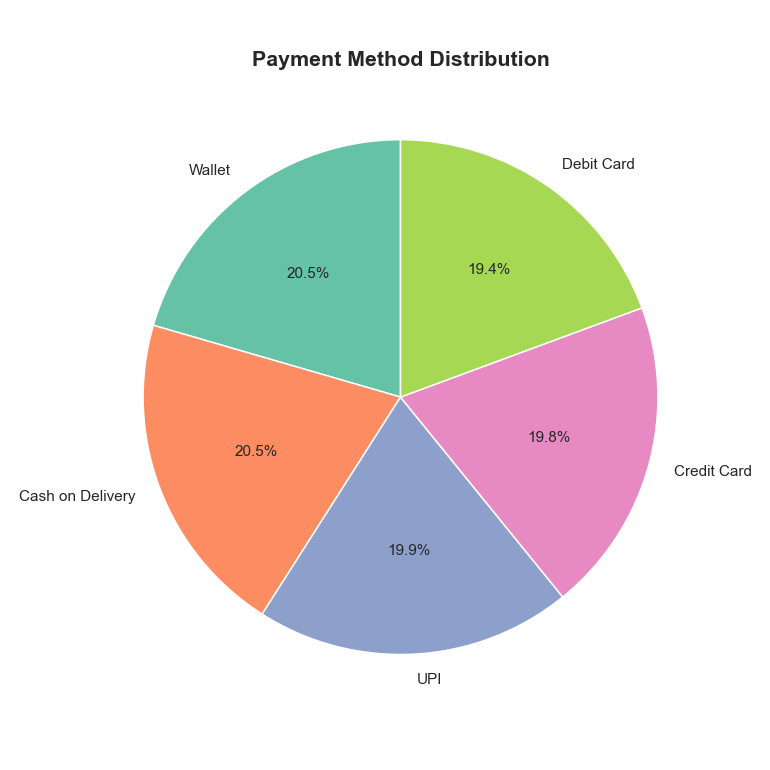 Payment Method Distribution
Debit Card
Wallet
19.4%
20.5%
19.8%
20.5%
Credit Card
Cash on Delivery
19.9%
UPI